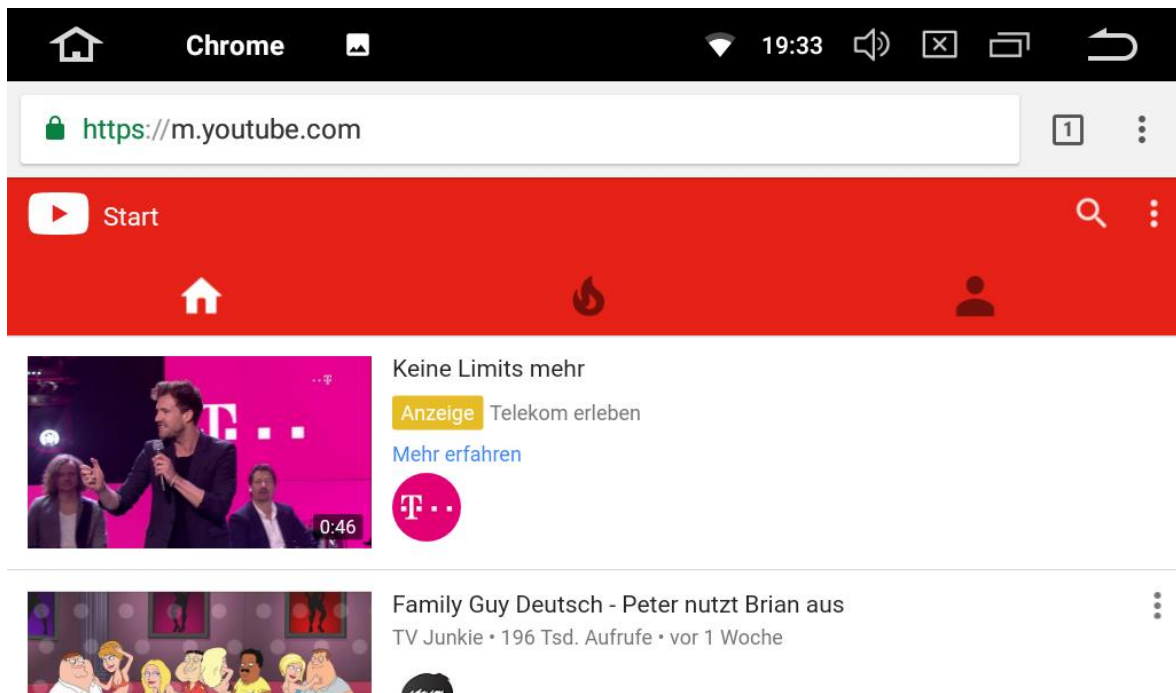 Chrome
19:33
https://m.youtube.com
1
Start
Keine Limits mehr
Anzeige Telekom erleben
Mehr erfahren
T
0:46
T
Family Guy Deutsch - Peter nutzt Brian aus
TV Junkie • 196 Tsd. Aufrufe • vor 1 Woche